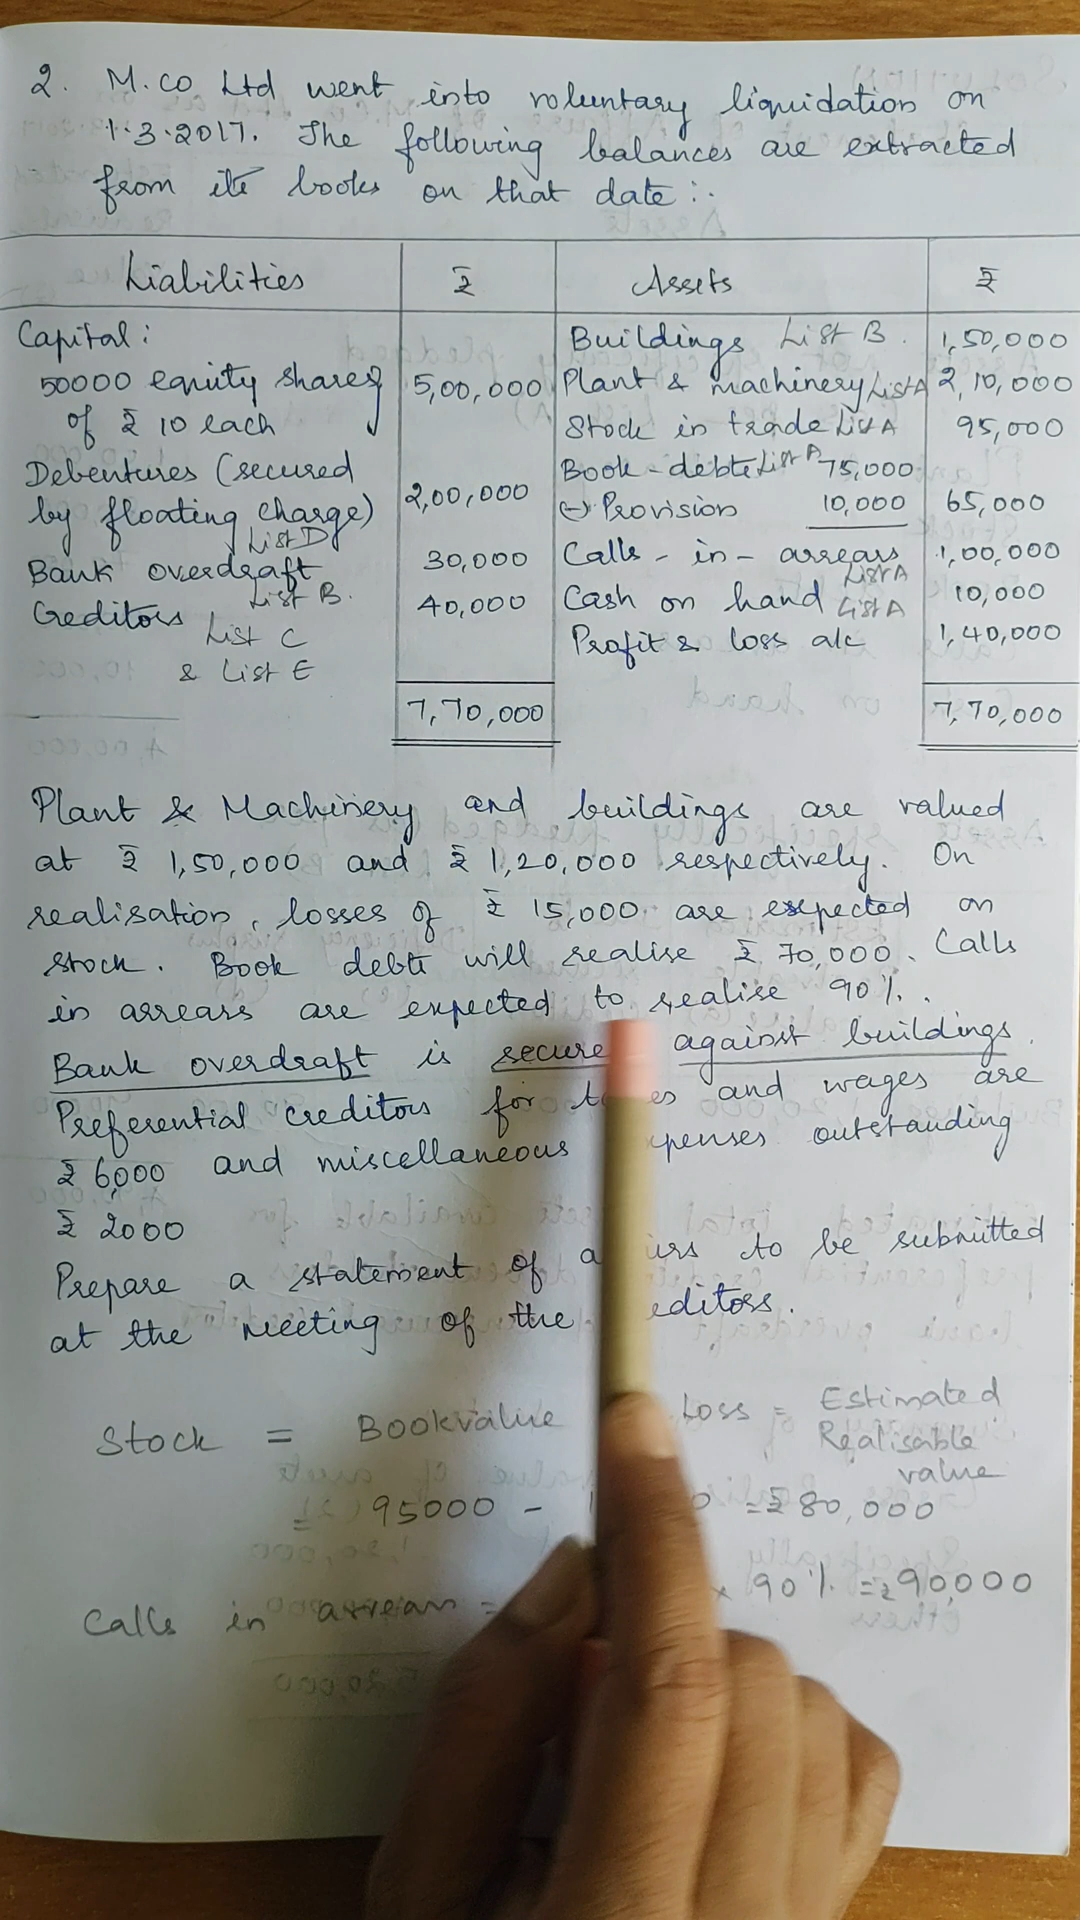 2. M.co Ltd went into voluntary liquidation on
1.3.2017. The following balances are extracted
from its books on that date :-
Liabilities ₹ Assets ₹
Capital : Buildings List B. 1,50,000
50000 equity shares 5,00,000 Plant & machinery List A 2,10,000
of ₹ 10 each Stock in trade List A 95,000
Debentures (secured Book-debts List A 75,000
by floating charge) 2,00,000 (-) Provision 10,000 65,000
List D
Bank overdraft 30,000 Calls-in-arrears 1,00,000
List B. List A
Creditors 40,000 Cash on hand List A 10,000
List C Profit & loss a/c 1,40,000
& List E
7,70,000 7,70,000
Plant & Machinery and buildings are valued
at ₹ 1,50,000 and ₹ 1,20,000 respectively. On
realisation, losses of ₹ 15,000 are expected on
stock. Book debts will realise ₹ 70,000. Calls
in arrears are expected to realise 90%.
Bank overdraft is secure against buildings.
Preferential creditors for and wages are
₹ 6000 and miscellaneous outstanding
₹ 2000
Prepare a statement of to be submitted
at the meeting of the
Stock = Bookvalue Loss = Estimated
Realisable
value
= 95000 - = ₹ 80,000
Calls in arrears = × 90% = ₹ 90,000